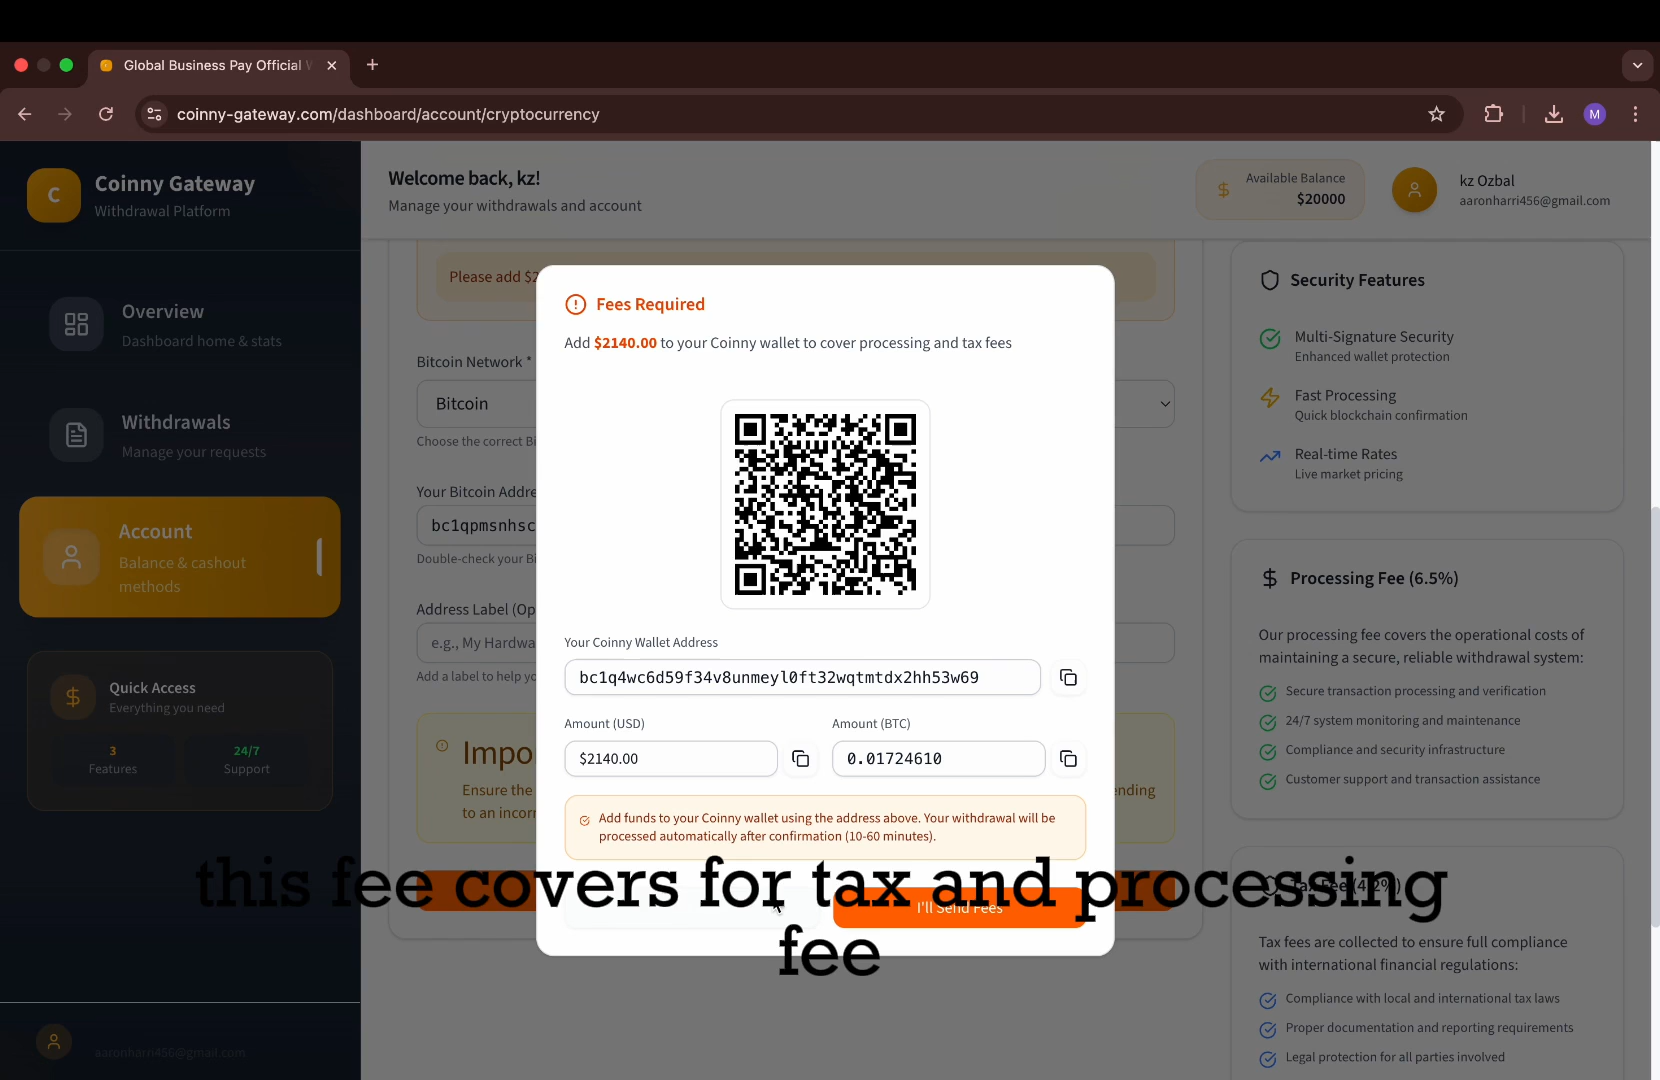 Global Business Pay Official
coinny-gateway.com/dashboard/account/cryptocurrency
C
Coinny Gateway
Withdrawal Platform
Overview
Dashboard home & stats
Withdrawals
Manage your requests
Account
Balance & cashout
methods
Quick Access
Everything you need
3
Features
24/7
Support
aaronharri456@gmail.com
Welcome back, kz!
Manage your withdrawals and account
Available Balance
$20000
kz Ozbal
aaronharri456@gmail.com
M
Please add $2
Bitcoin Network *
Bitcoin
Choose the correct Bi
Your Bitcoin Addre
bc1qpmsnhsc
Double-check your Bi
Address Label (Op
e.g., My Hardwa
Add a label to help yo
Impo
Ensure the
to an incorr
ending
Fees Required
Add $2140.00 to your Coinny wallet to cover processing and tax fees
Your Coinny Wallet Address
bc1q4wc6d59f34v8unmeyl0ft32wqtmtdx2hh53w69
Amount (USD)
Amount (BTC)
$2140.00
0.01724610
Add funds to your Coinny wallet using the address above. Your withdrawal will be
processed automatically after confirmation (10-60 minutes).
I'll Send Fees
this fee covers for tax and processing
fee
Security Features
Multi-Signature Security
Enhanced wallet protection
Fast Processing
Quick blockchain confirmation
Real-time Rates
Live market pricing
Processing Fee (6.5%)
Our processing fee covers the operational costs of
maintaining a secure, reliable withdrawal system:
Secure transaction processing and verification
24/7 system monitoring and maintenance
Compliance and security infrastructure
Customer support and transaction assistance
Tax Fee (4.2%)
Tax fees are collected to ensure full compliance
with international financial regulations:
Compliance with local and international tax laws
Proper documentation and reporting requirements
Legal protection for all parties involved